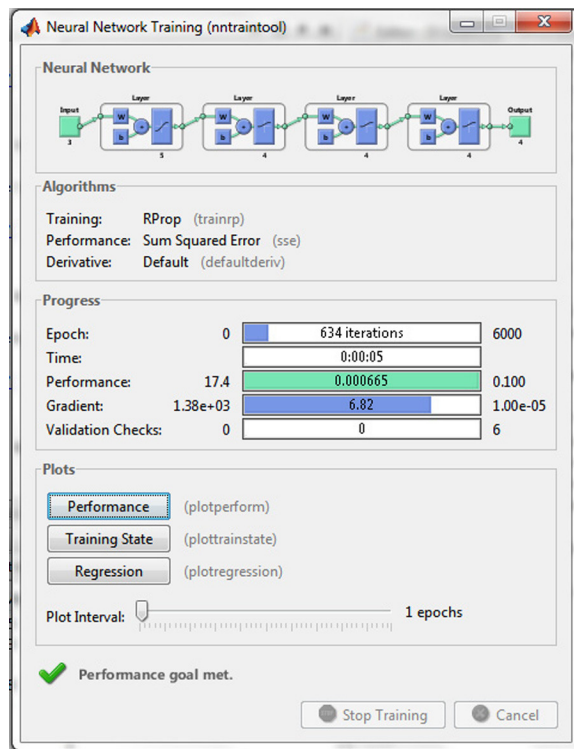 Neural Network Training (nntraintool)
Neural Network
Layer Layer Layer Layer
Input Output
W W W W
b b b b
3 5 4 4 4 4
Algorithms
Training: RProp (trainrp)
Performance: Sum Squared Error (sse)
Derivative: Default (defaultderiv)
Progress
Epoch: 0 634 iterations 6000
Time: 0:00:05
Performance: 17.4 0.000665 0.100
Gradient: 1.38e+03 6.82 1.00e-05
Validation Checks: 0 0 6
Plots
Performance (plotperform)
Training State (plottrainstate)
Regression (plotregression)
Plot Interval: 1 epochs
Performance goal met.
Stop Training Cancel